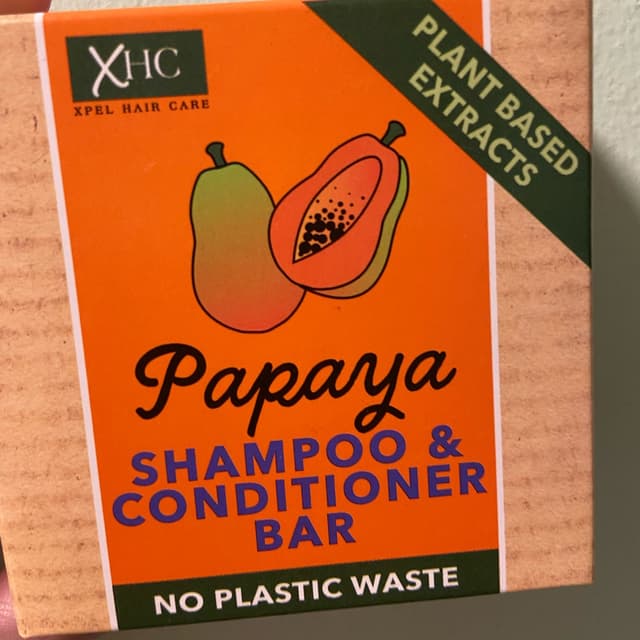 XHC
XPEL HAIR CARE
PLANT BASED
EXTRACTS
Papaya
SHAMPOO &
CONDITIONER
BAR
NO PLASTIC WASTE